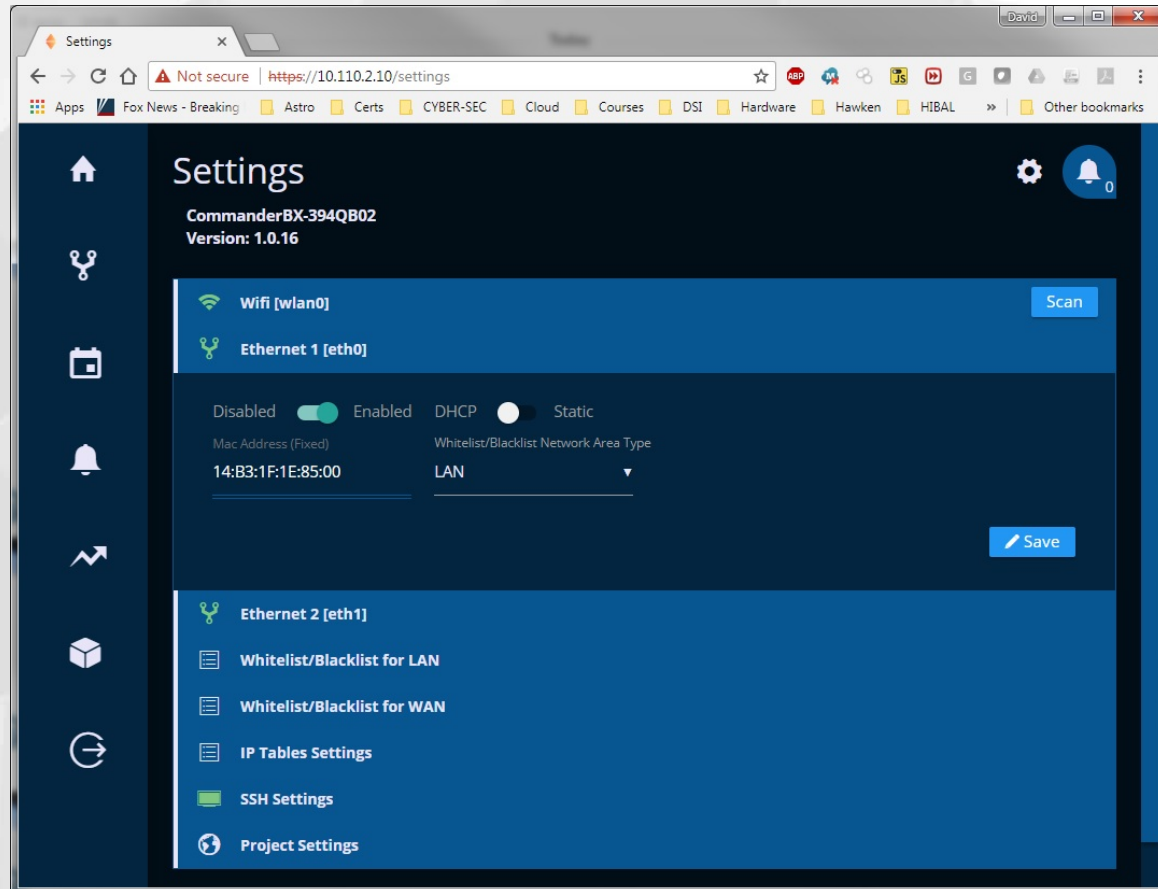 David
Settings
Not secure | https://10.110.2.10/settings
ABP
JS
G
Apps Fox News - Breaking Astro Certs CYBER-SEC Cloud Courses DSI Hardware Hawken HIBAL » Other bookmarks
Settings
0
CommanderBX-394QB02
Version: 1.0.16
Wifi [wlan0] Scan
Ethernet 1 [eth0]
Disabled Enabled DHCP Static
Mac Address (Fixed) Whitelist/Blacklist Network Area Type
14:B3:1F:1E:85:00 LAN
Save
Ethernet 2 [eth1]
Whitelist/Blacklist for LAN
Whitelist/Blacklist for WAN
IP Tables Settings
SSH Settings
Project Settings